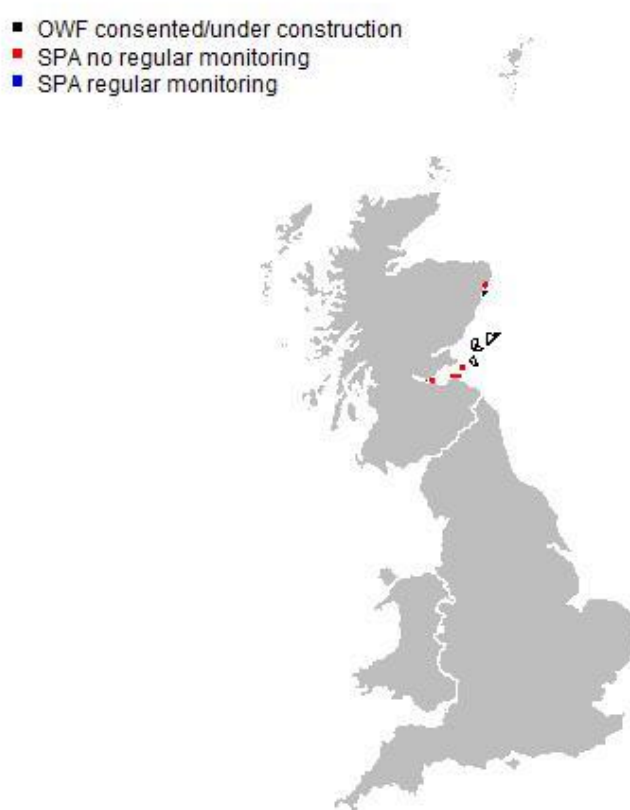 OWF consented/under construction
SPA no regular monitoring
SPA regular monitoring